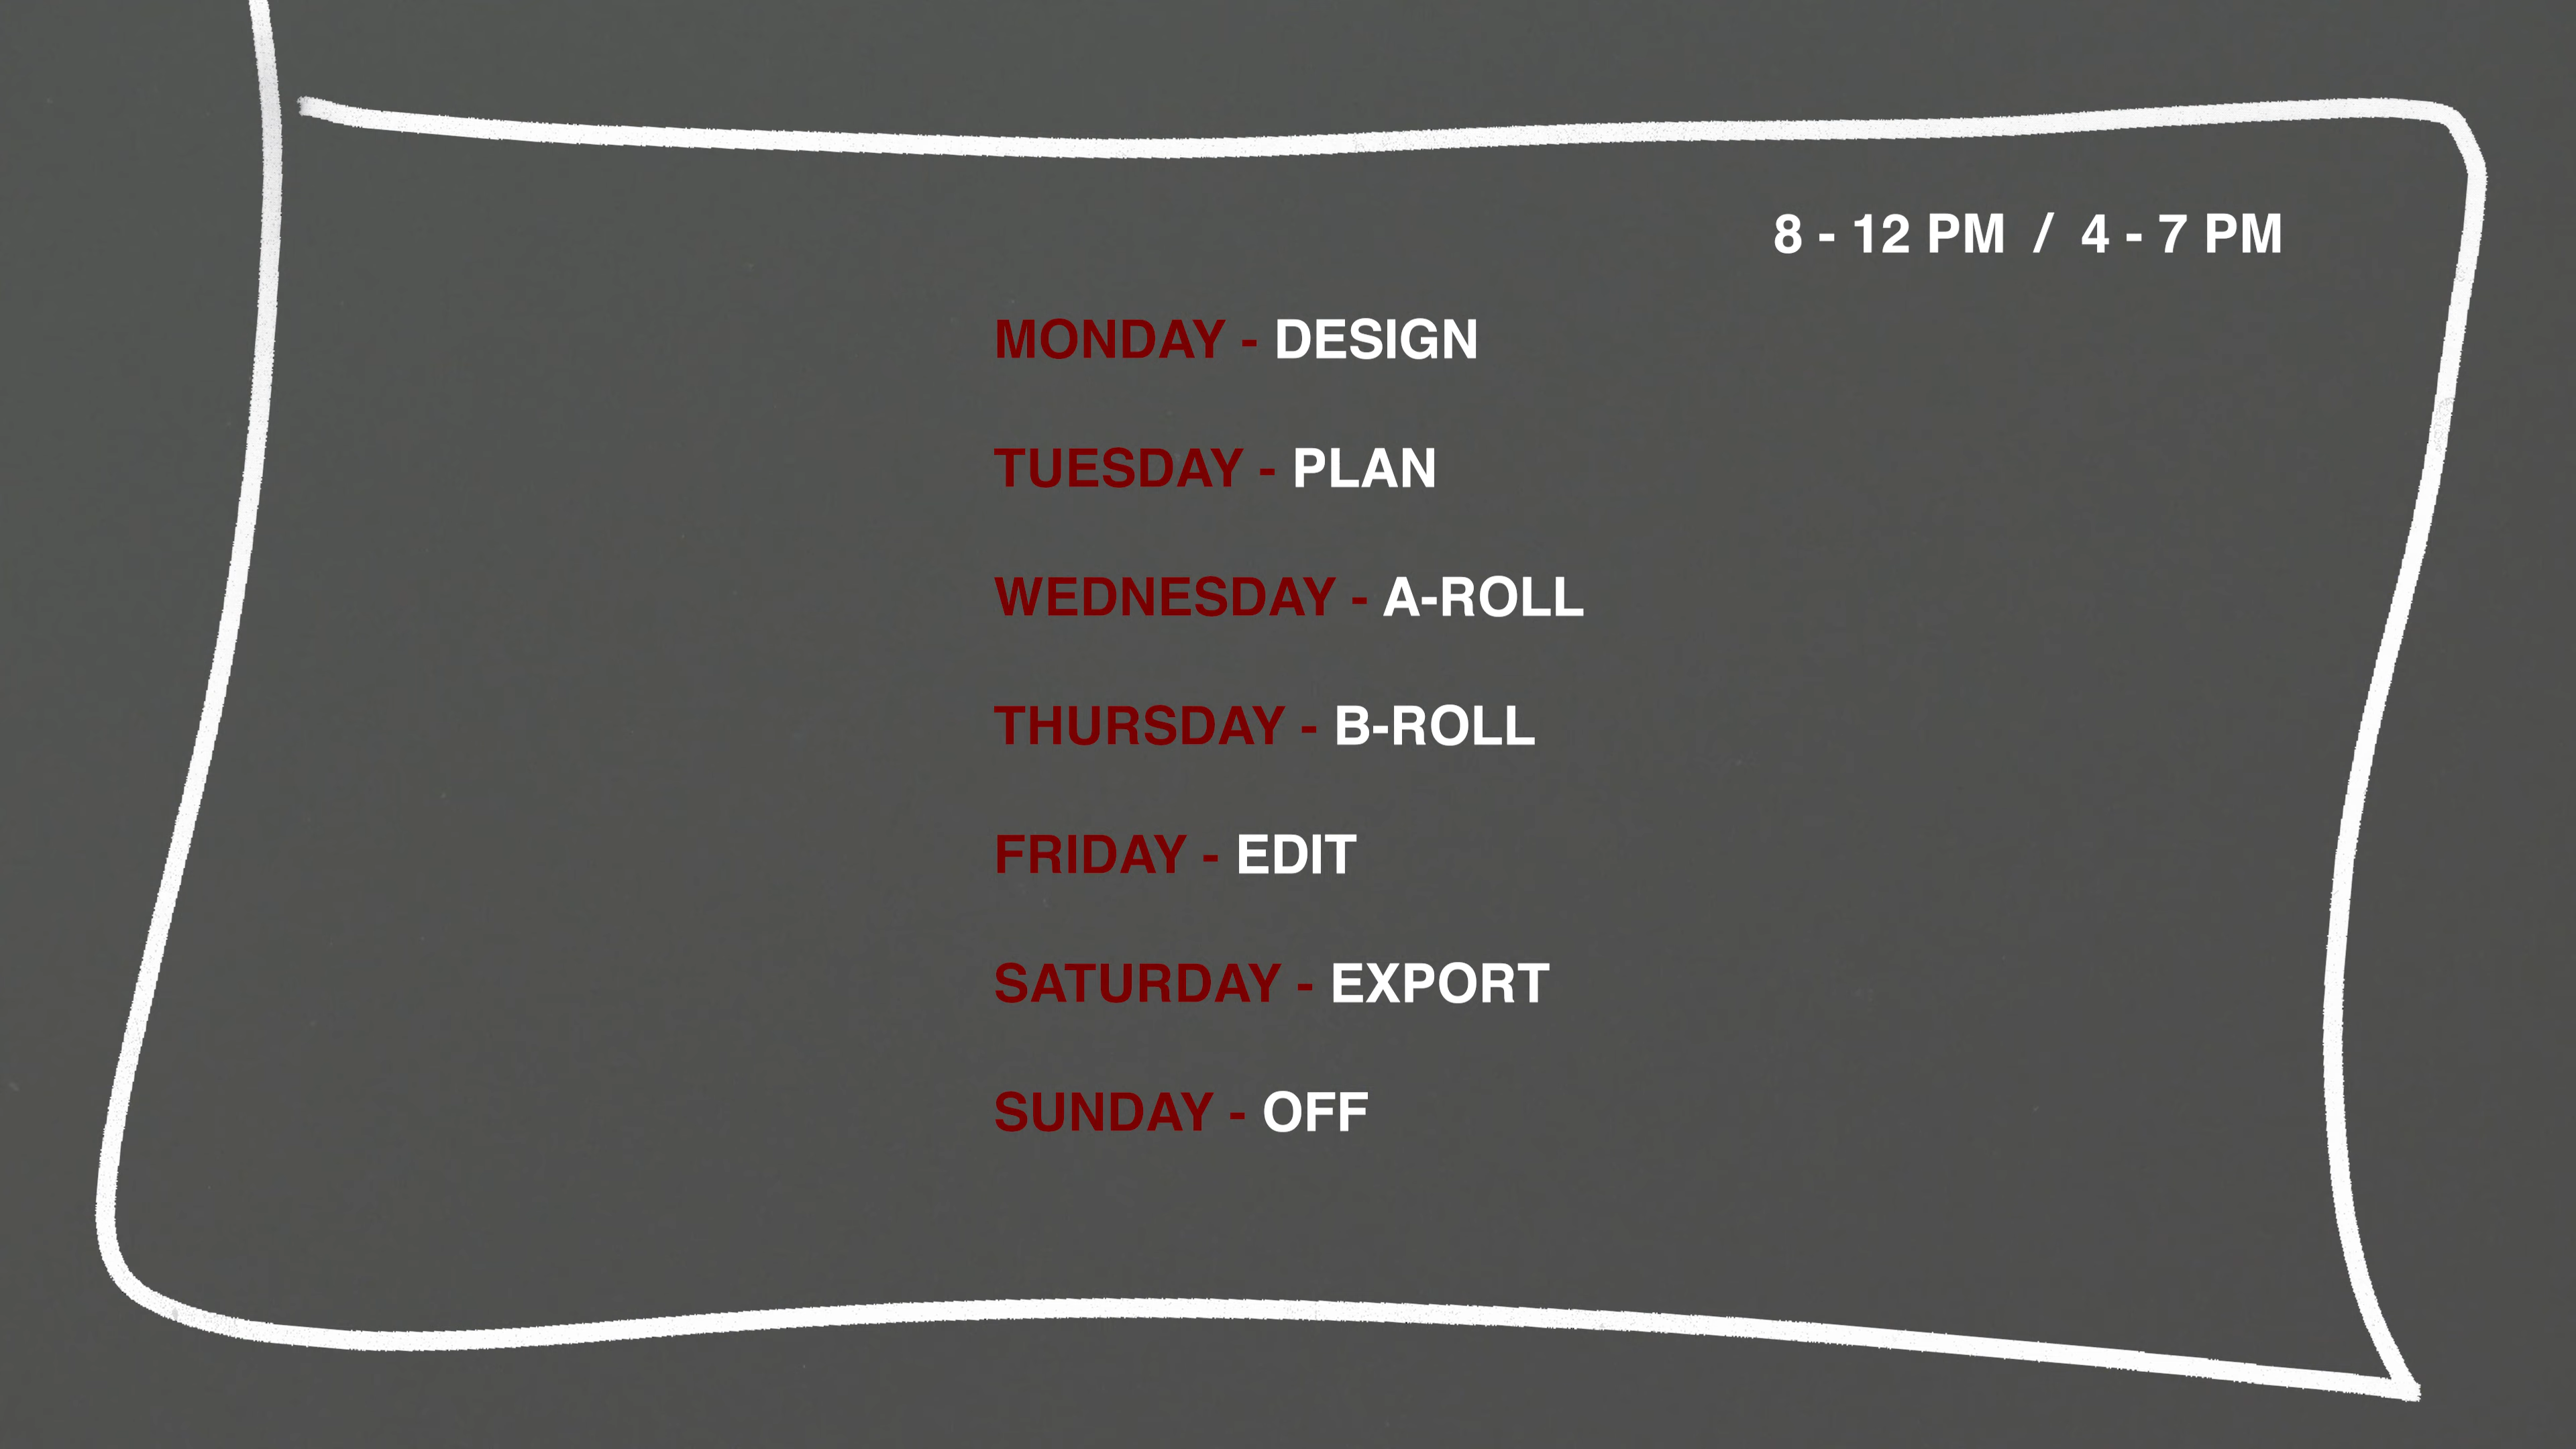 8 - 12 PM / 4 - 7 PM
MONDAY - DESIGN
TUESDAY - PLAN
WEDNESDAY - A-ROLL
THURSDAY - B-ROLL
FRIDAY - EDIT
SATURDAY - EXPORT
SUNDAY - OFF